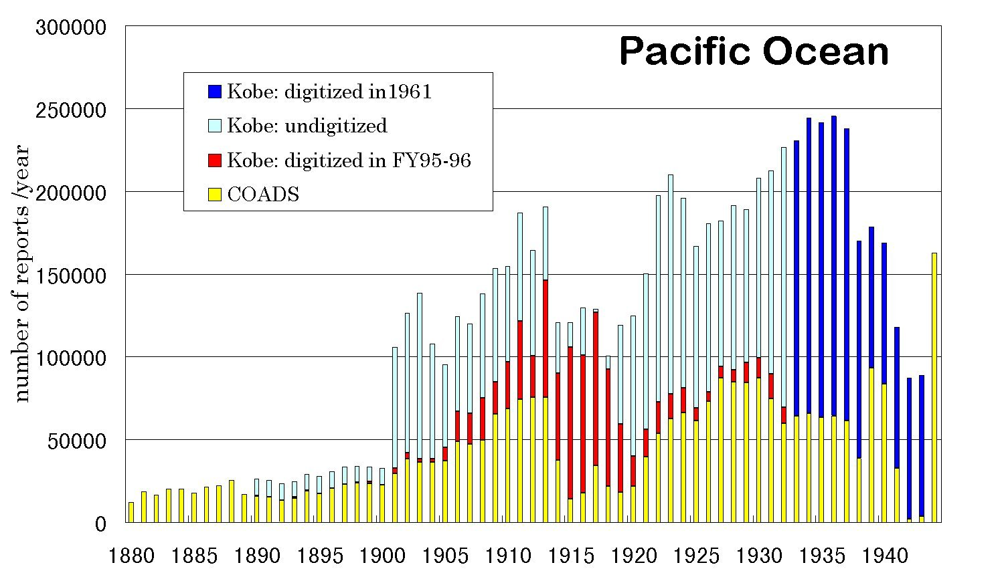 Pacific Ocean
300000
250000
200000
150000
100000
50000
0
number of reports /year
Kobe: digitized in1961
Kobe: undigitized
Kobe: digitized in FY95-96
COADS
1880 1885 1890 1895 1900 1905 1910 1915 1920 1925 1930 1935 1940